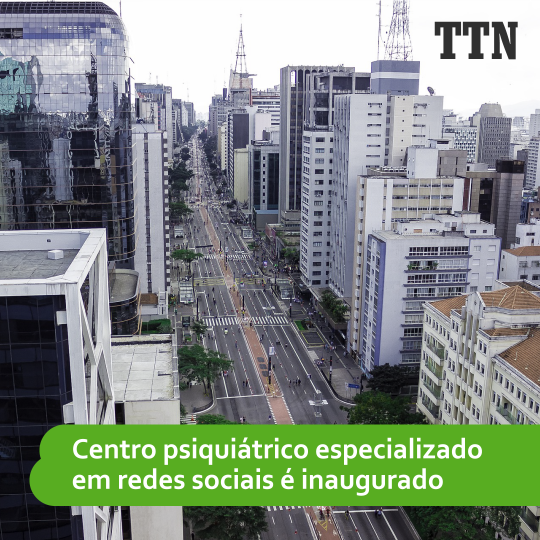 TTN
Centro psiquiátrico especializado
em redes sociais é inaugurado